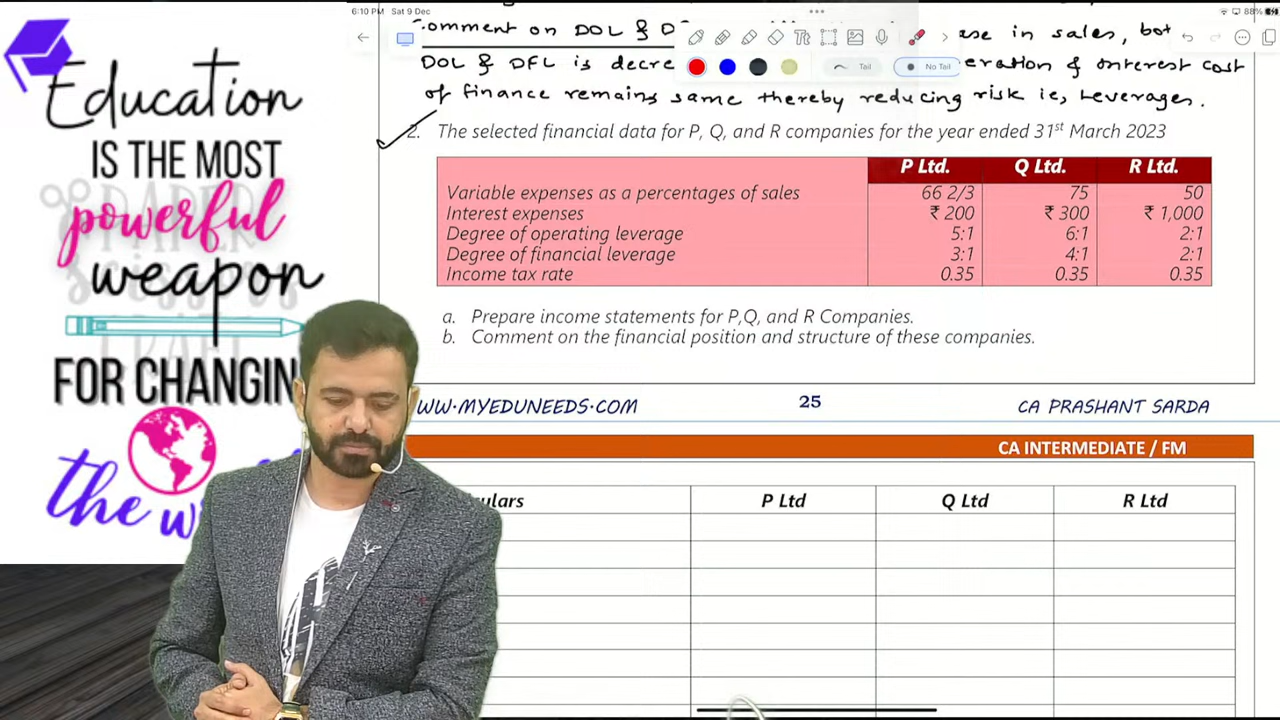 6:10 PM Sat 9 Dec
88%
Comment on DOL & D
ase in sales, bot
DOL & DFL is decre
eration & interest cost
of finance remains same thereby reducing risk ie, Leverages.
Tail
No Tail
2. The selected financial data for P, Q, and R companies for the year ended 31st March 2023
P Ltd. Q Ltd. R Ltd.
Variable expenses as a percentages of sales 66 2/3 75 50
Interest expenses ₹ 200 ₹ 300 ₹ 1,000
Degree of operating leverage 5:1 6:1 2:1
Degree of financial leverage 3:1 4:1 2:1
Income tax rate 0.35 0.35 0.35
a. Prepare income statements for P,Q, and R Companies.
b. Comment on the financial position and structure of these companies.
WW.MYEDUNEEDS.COM 25 CA PRASHANT SARDA
CA INTERMEDIATE / FM
ulars P Ltd Q Ltd R Ltd
Education
IS THE MOST
powerful
weapon
FOR CHANGIN
the w